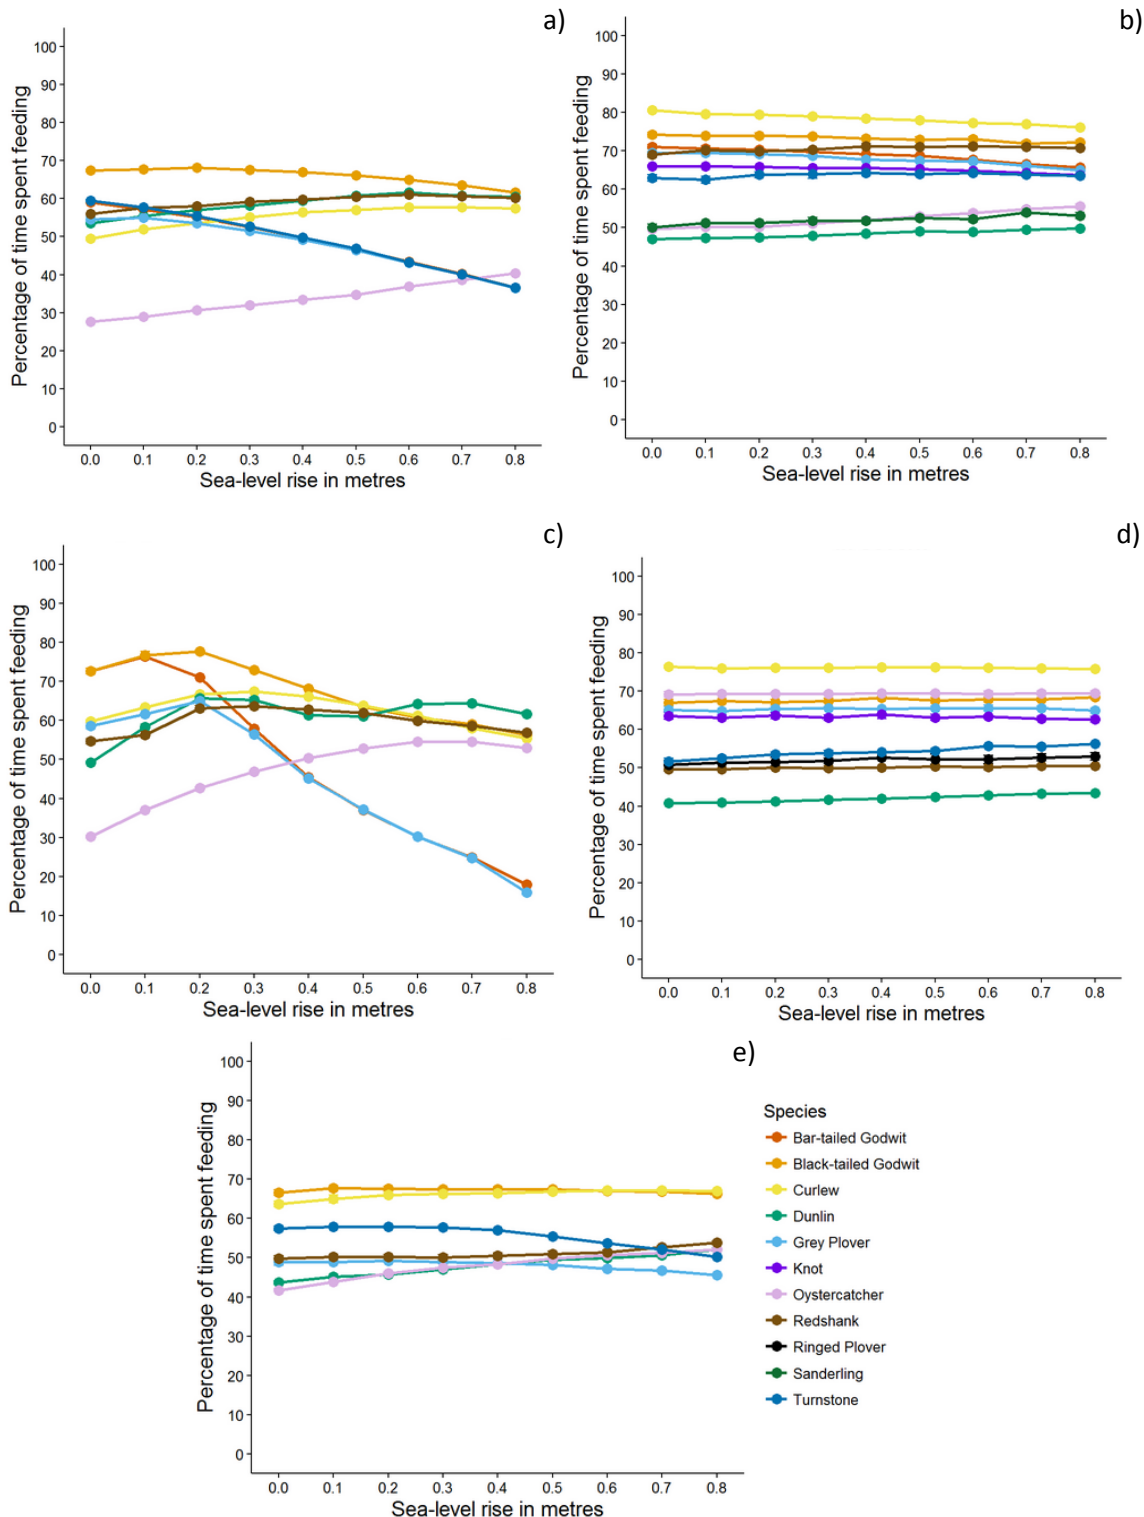 a)
Percentage of time spent feeding
100
90
80
70
60
50
40
30
20
10
0
0.0 0.1 0.2 0.3 0.4 0.5 0.6 0.7 0.8
Sea-level rise in metres
b)
Percentage of time spent feeding
100
90
80
70
60
50
40
30
20
10
0
0.0 0.1 0.2 0.3 0.4 0.5 0.6 0.7 0.8
Sea-level rise in metres
c)
Percentage of time spent feeding
100
90
80
70
60
50
40
30
20
10
0
0.0 0.1 0.2 0.3 0.4 0.5 0.6 0.7 0.8
Sea-level rise in metres
d)
Percentage of time spent feeding
100
90
80
70
60
50
40
30
20
10
0
0.0 0.1 0.2 0.3 0.4 0.5 0.6 0.7 0.8
Sea-level rise in metres
e)
Percentage of time spent feeding
100
90
80
70
60
50
40
30
20
10
0
0.0 0.1 0.2 0.3 0.4 0.5 0.6 0.7 0.8
Sea-level rise in metres
Species
Bar-tailed Godwit
Black-tailed Godwit
Curlew
Dunlin
Grey Plover
Knot
Oystercatcher
Redshank
Ringed Plover
Sanderling
Turnstone